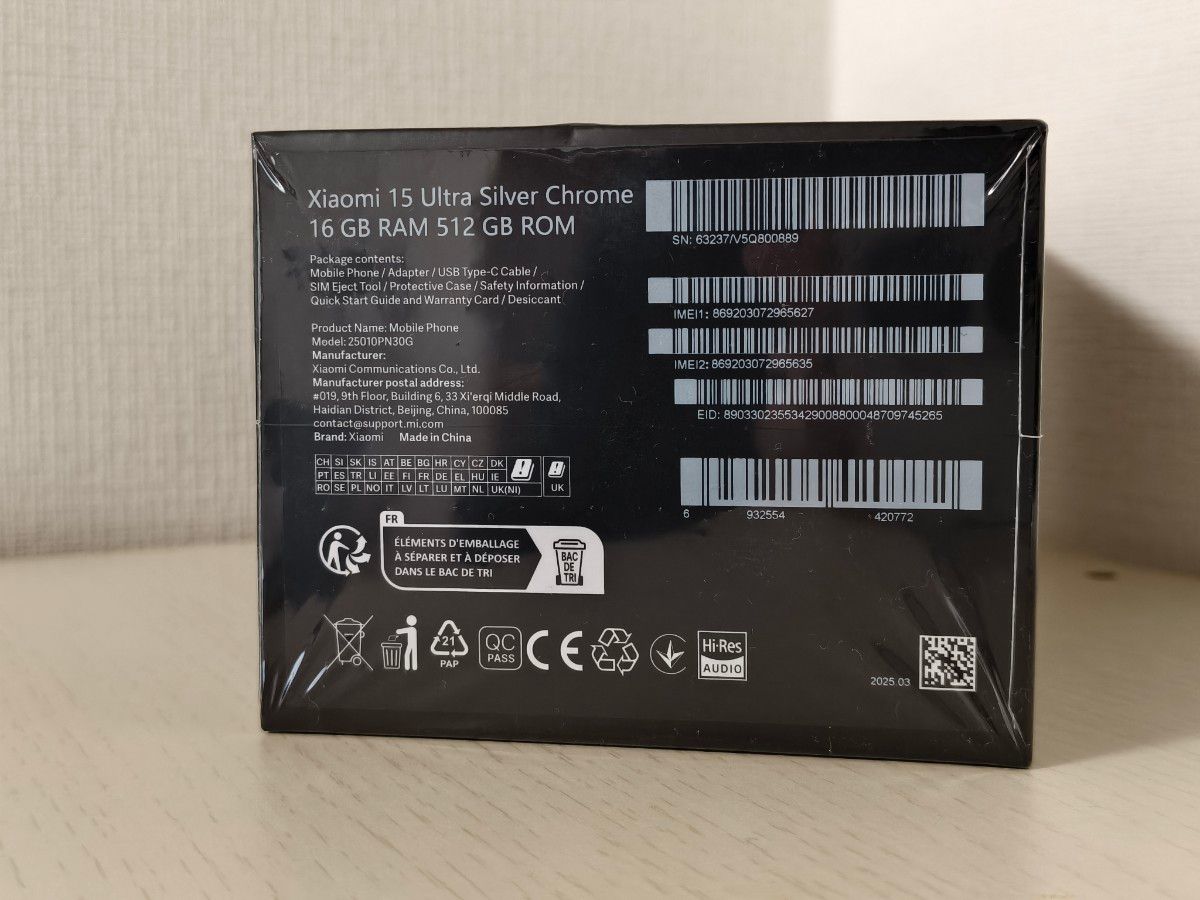 Xiaomi 15 Ultra Silver Chrome
16 GB RAM 512 GB ROM
Package contents:
Mobile Phone / Adapter / USB Type-C Cable /
SIM Eject Tool / Protective Case / Safety Information /
Quick Start Guide and Warranty Card / Desiccant
Product Name: Mobile Phone
Model: 25010PN30G
Manufacturer:
Xiaomi Communications Co., Ltd.
Manufacturer postal address:
#019, 9th Floor, Building 6, 33 Xi'erqi Middle Road,
Haidian District, Beijing, China, 100085
contact@support.mi.com
Brand: Xiaomi Made in China
CH SI SK IS AT BE BG HR CY CZ DK
PT ES TR LI EE FI FR DE EL HU IE
RO SE PL NO IT LV LT LU MT NL UK(NI)
UK
FR
ÉLÉMENTS D'EMBALLAGE
À SÉPARER ET À DÉPOSER
DANS LE BAC DE TRI
BAC
DE
TRI
21
PAP
QC
PASS
CE
Hi-Res
AUDIO
SN: 63237/V5Q800889
IMEI1: 869203072965627
IMEI2: 869203072965635
EID: 89033023553429008800048709745265
6 932554 420772
2025.03